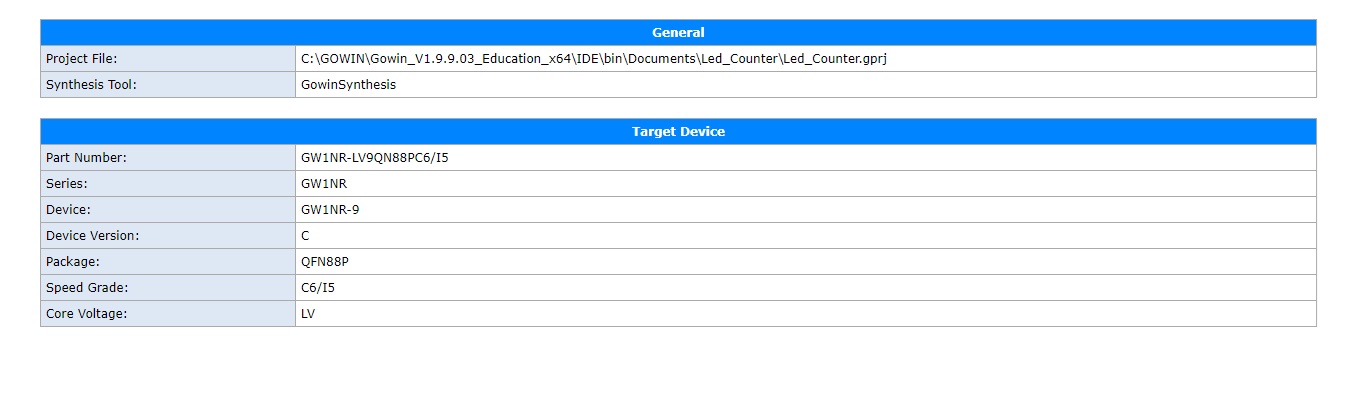 General
Project File: C:\GOWIN\Gowin_V1.9.9.03_Education_x64\IDE\bin\Documents\Led_Counter\Led_Counter.gprj
Synthesis Tool: GowinSynthesis
Target Device
Part Number: GW1NR-LV9QN88PC6/I5
Series: GW1NR
Device: GW1NR-9
Device Version: C
Package: QFN88P
Speed Grade: C6/I5
Core Voltage: LV